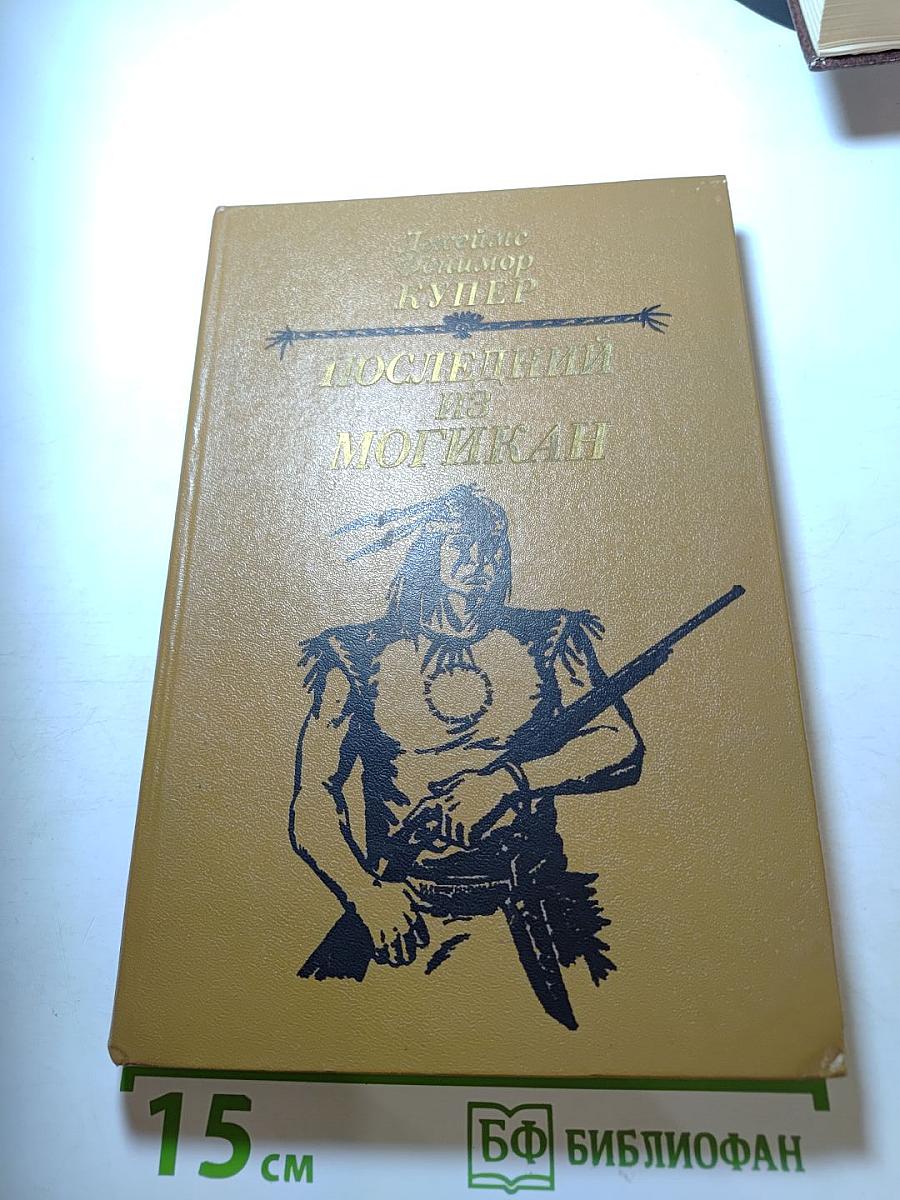 Джеймс
Фенимор
КУПЕР
ПОСЛЕДНИЙ
ИЗ
МОГИКАН
15 см
БФ БИБЛИОФАН